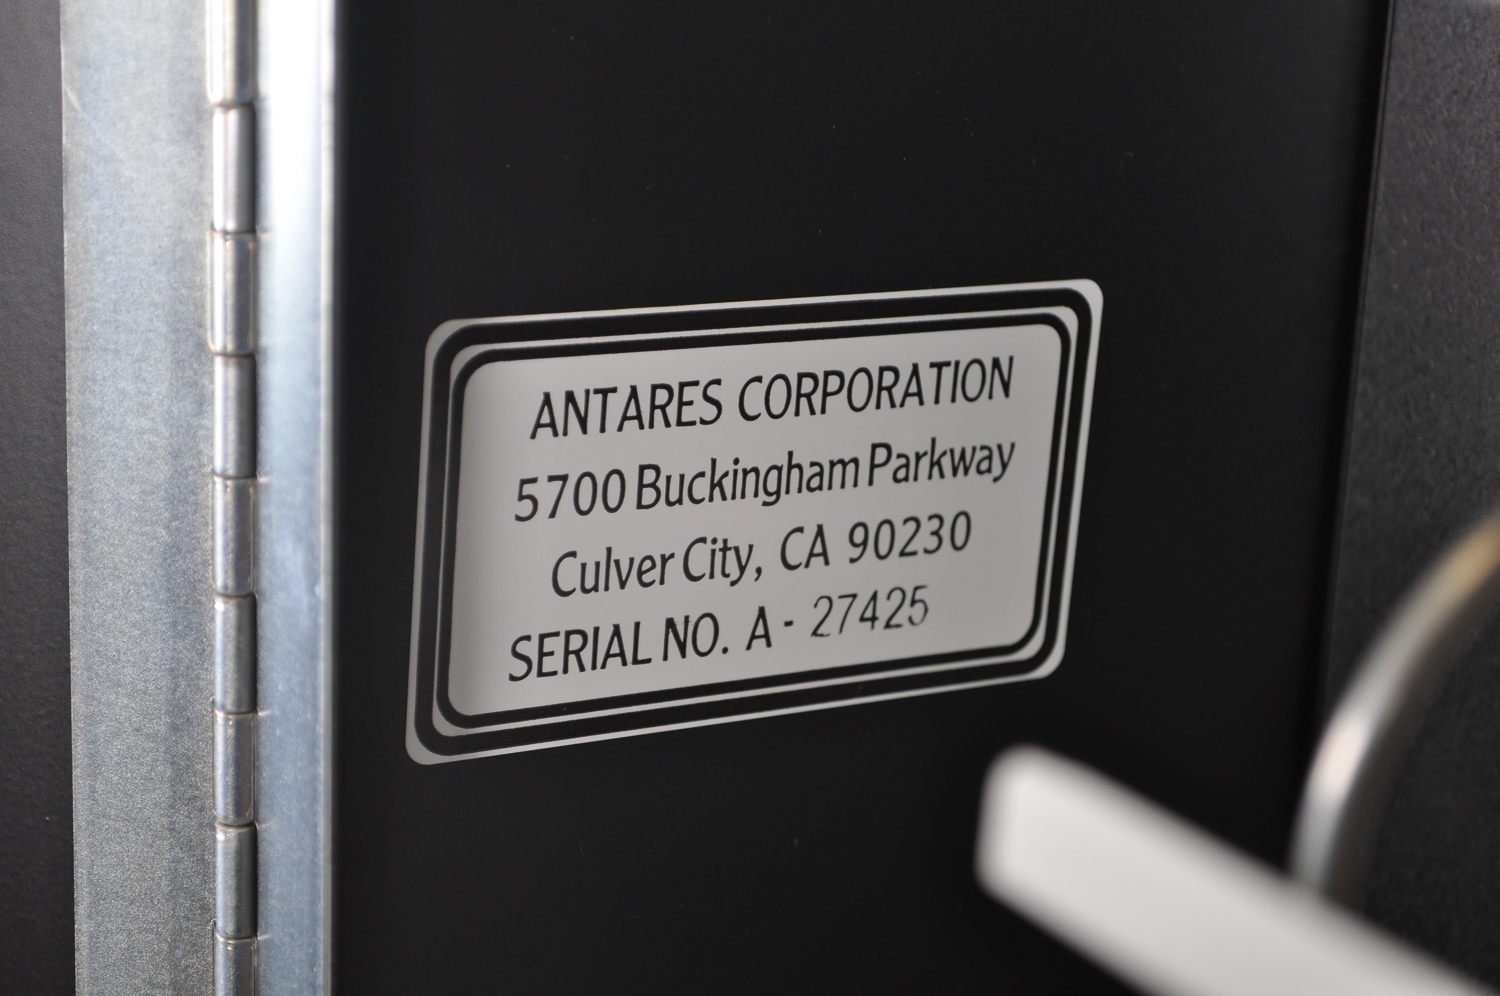 ANTARES CORPORATION
5700 Buckingham Parkway
Culver City, CA 90230
SERIAL NO. A - 27425